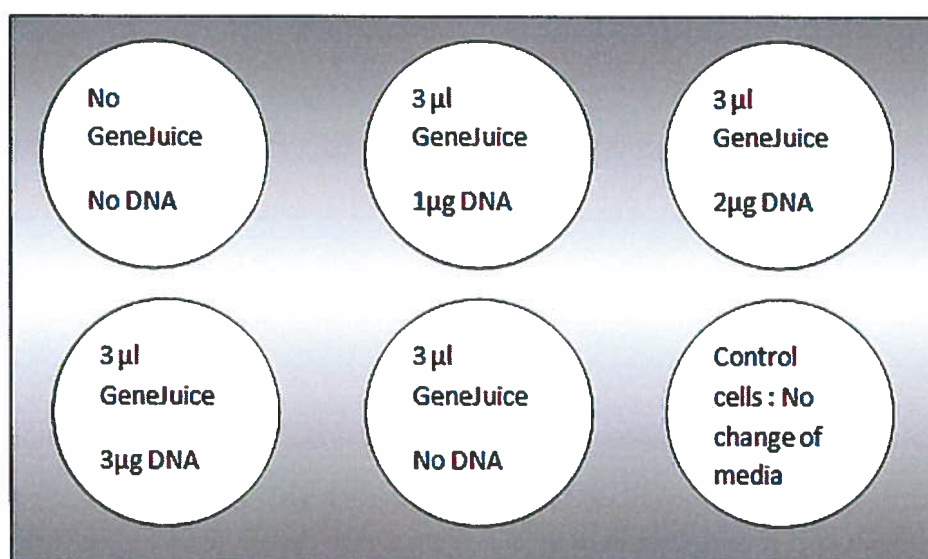 No
GeneJuice
No DNA
3 µl
GeneJuice
1µg DNA
3 µl
GeneJuice
2µg DNA
3 µl
GeneJuice
3µg DNA
3 µl
GeneJuice
No DNA
Control
cells : No
change of
media